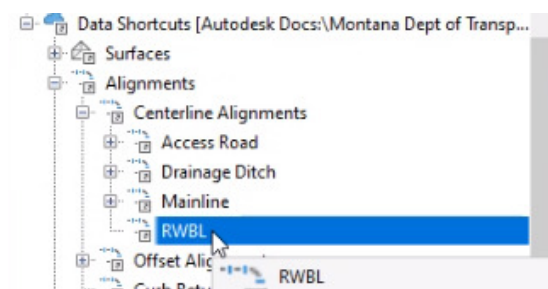 Data Shortcuts [Autodesk Docs:\Montana Dept of Transp...
Surfaces
Alignments
Centerline Alignments
Access Road
Drainage Ditch
Mainline
RWBL
Offset
RWBL